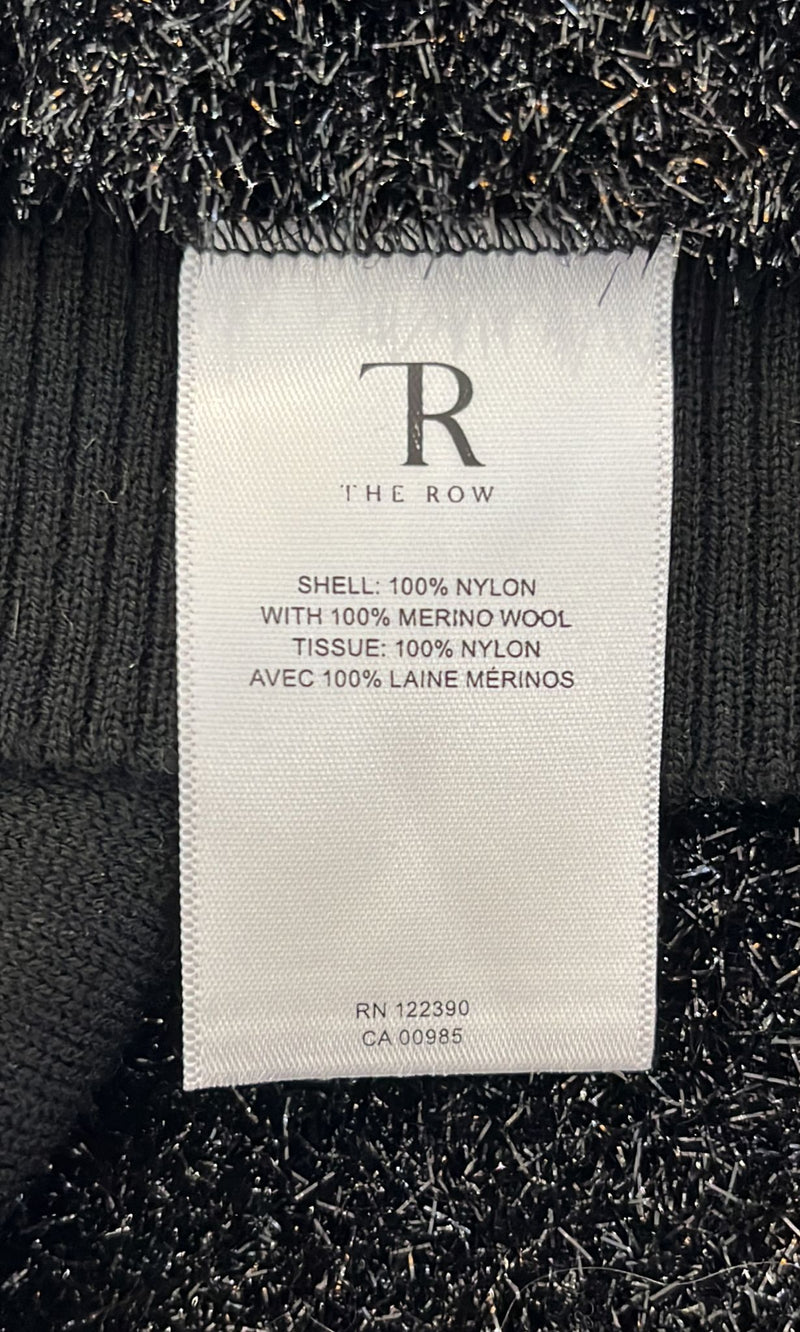 TR
THE ROW
SHELL: 100% NYLON
WITH 100% MERINO WOOL
TISSUE: 100% NYLON
AVEC 100% LAINE MÉRINOS
RN 122390
CA 00985